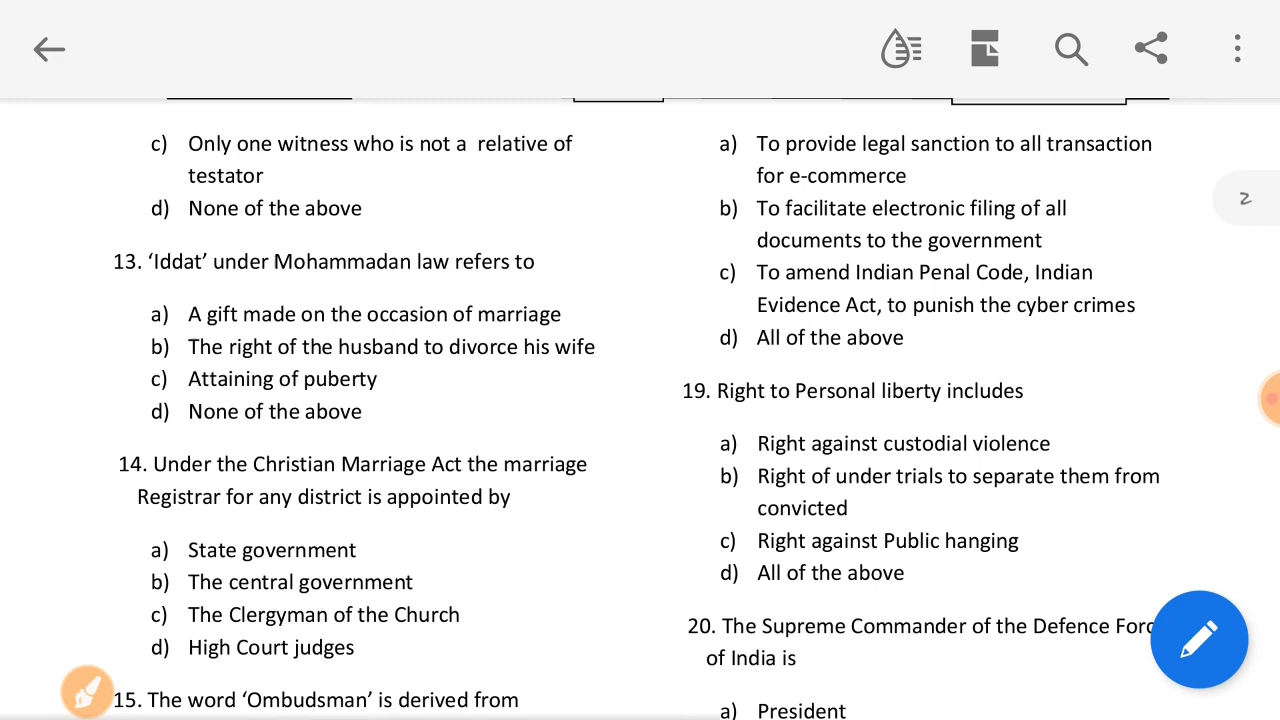 c) Only one witness who is not a relative of
testator
d) None of the above
13. ‘Iddat’ under Mohammadan law refers to
a) A gift made on the occasion of marriage
b) The right of the husband to divorce his wife
c) Attaining of puberty
d) None of the above
14. Under the Christian Marriage Act the marriage
Registrar for any district is appointed by
a) State government
b) The central government
c) The Clergyman of the Church
d) High Court judges
15. The word ‘Ombudsman’ is derived from
a) To provide legal sanction to all transaction
for e-commerce
b) To facilitate electronic filing of all
documents to the government
c) To amend Indian Penal Code, Indian
Evidence Act, to punish the cyber crimes
d) All of the above
19. Right to Personal liberty includes
a) Right against custodial violence
b) Right of under trials to separate them from
convicted
c) Right against Public hanging
d) All of the above
20. The Supreme Commander of the Defence Forc
of India is
a) President
2